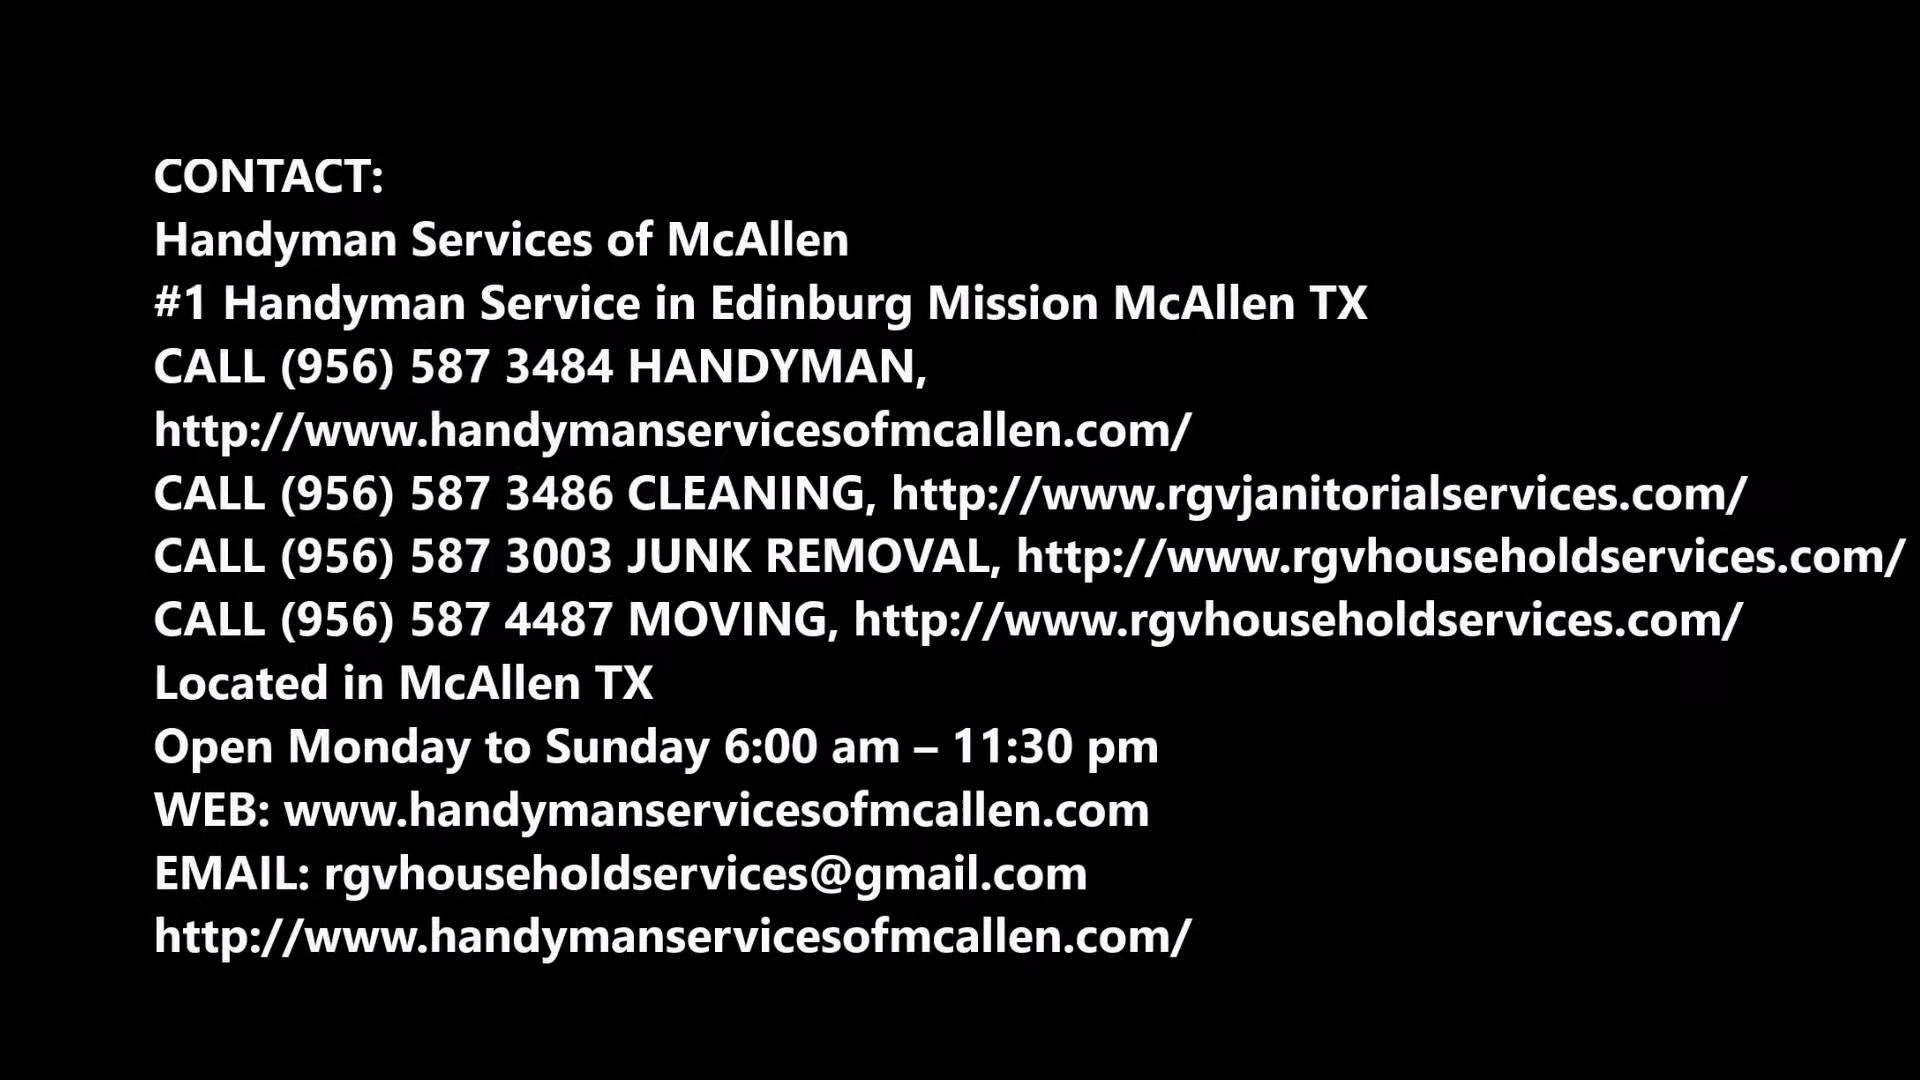 CONTACT:
Handyman Services of McAllen
#1 Handyman Service in Edinburg Mission McAllen TX
CALL (956) 587 3484 HANDYMAN,
http://www.handymanservicesofmcallen.com/
CALL (956) 587 3486 CLEANING, http://www.rgvjanitorialservices.com/
CALL (956) 587 3003 JUNK REMOVAL, http://www.rgvhouseholdservices.com/
CALL (956) 587 4487 MOVING, http://www.rgvhouseholdservices.com/
Located in McAllen TX
Open Monday to Sunday 6:00 am – 11:30 pm
WEB: www.handymanservicesofmcallen.com
EMAIL: rgvhouseholdservices@gmail.com
http://www.handymanservicesofmcallen.com/